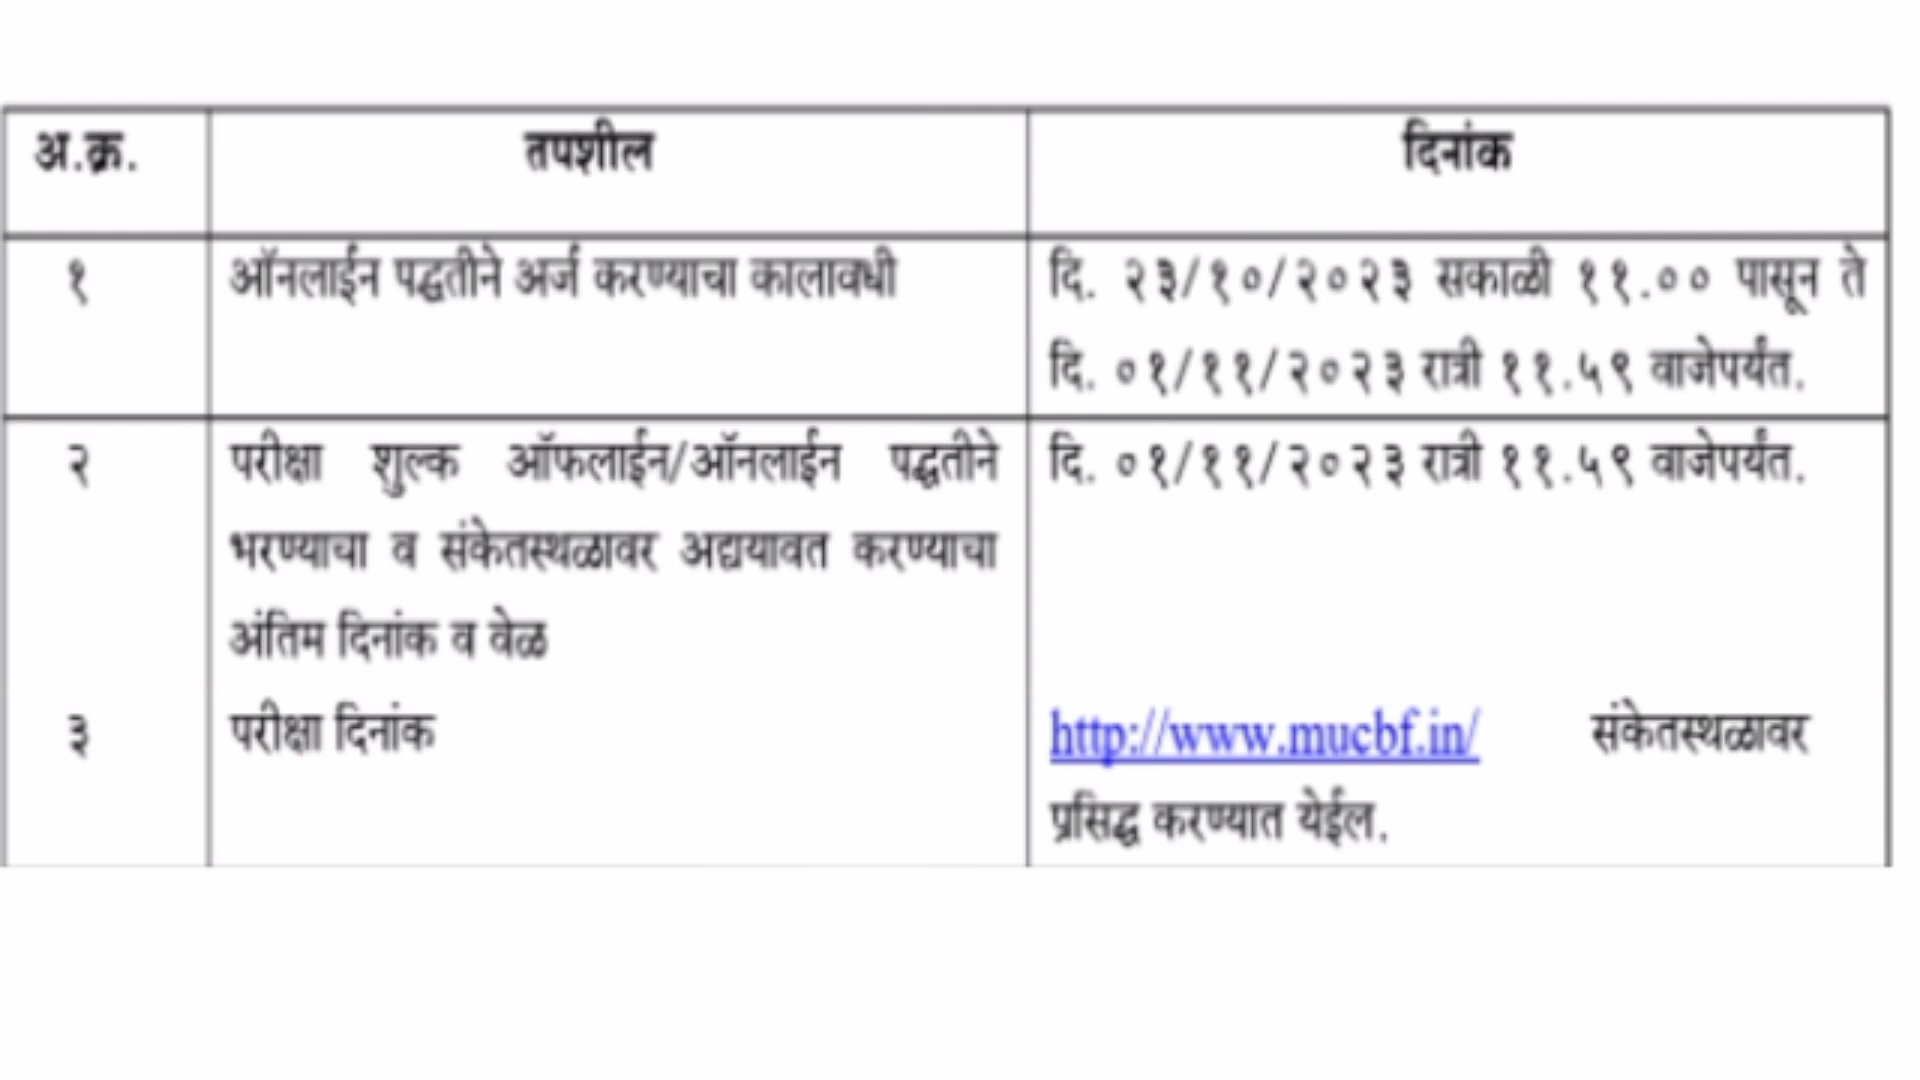 अ.क्र. तपशील दिनांक
१ ऑनलाईन पद्धतीने अर्ज करण्याचा कालावधी दि. २३/१०/२०२३ सकाळी ११.०० पासून ते
दि. ०१/११/२०२३ रात्री ११.५९ वाजेपर्यंत.
२ परीक्षा शुल्क ऑफलाईन/ऑनलाईन पद्धतीने दि. ०१/११/२०२३ रात्री ११.५९ वाजेपर्यंत.
भरण्याचा व संकेतस्थळावर अद्ययावत करण्याचा
अंतिम दिनांक व वेळ
३ परीक्षा दिनांक http://www.mucbf.in/ संकेतस्थळावर
प्रसिद्ध करण्यात येईल.